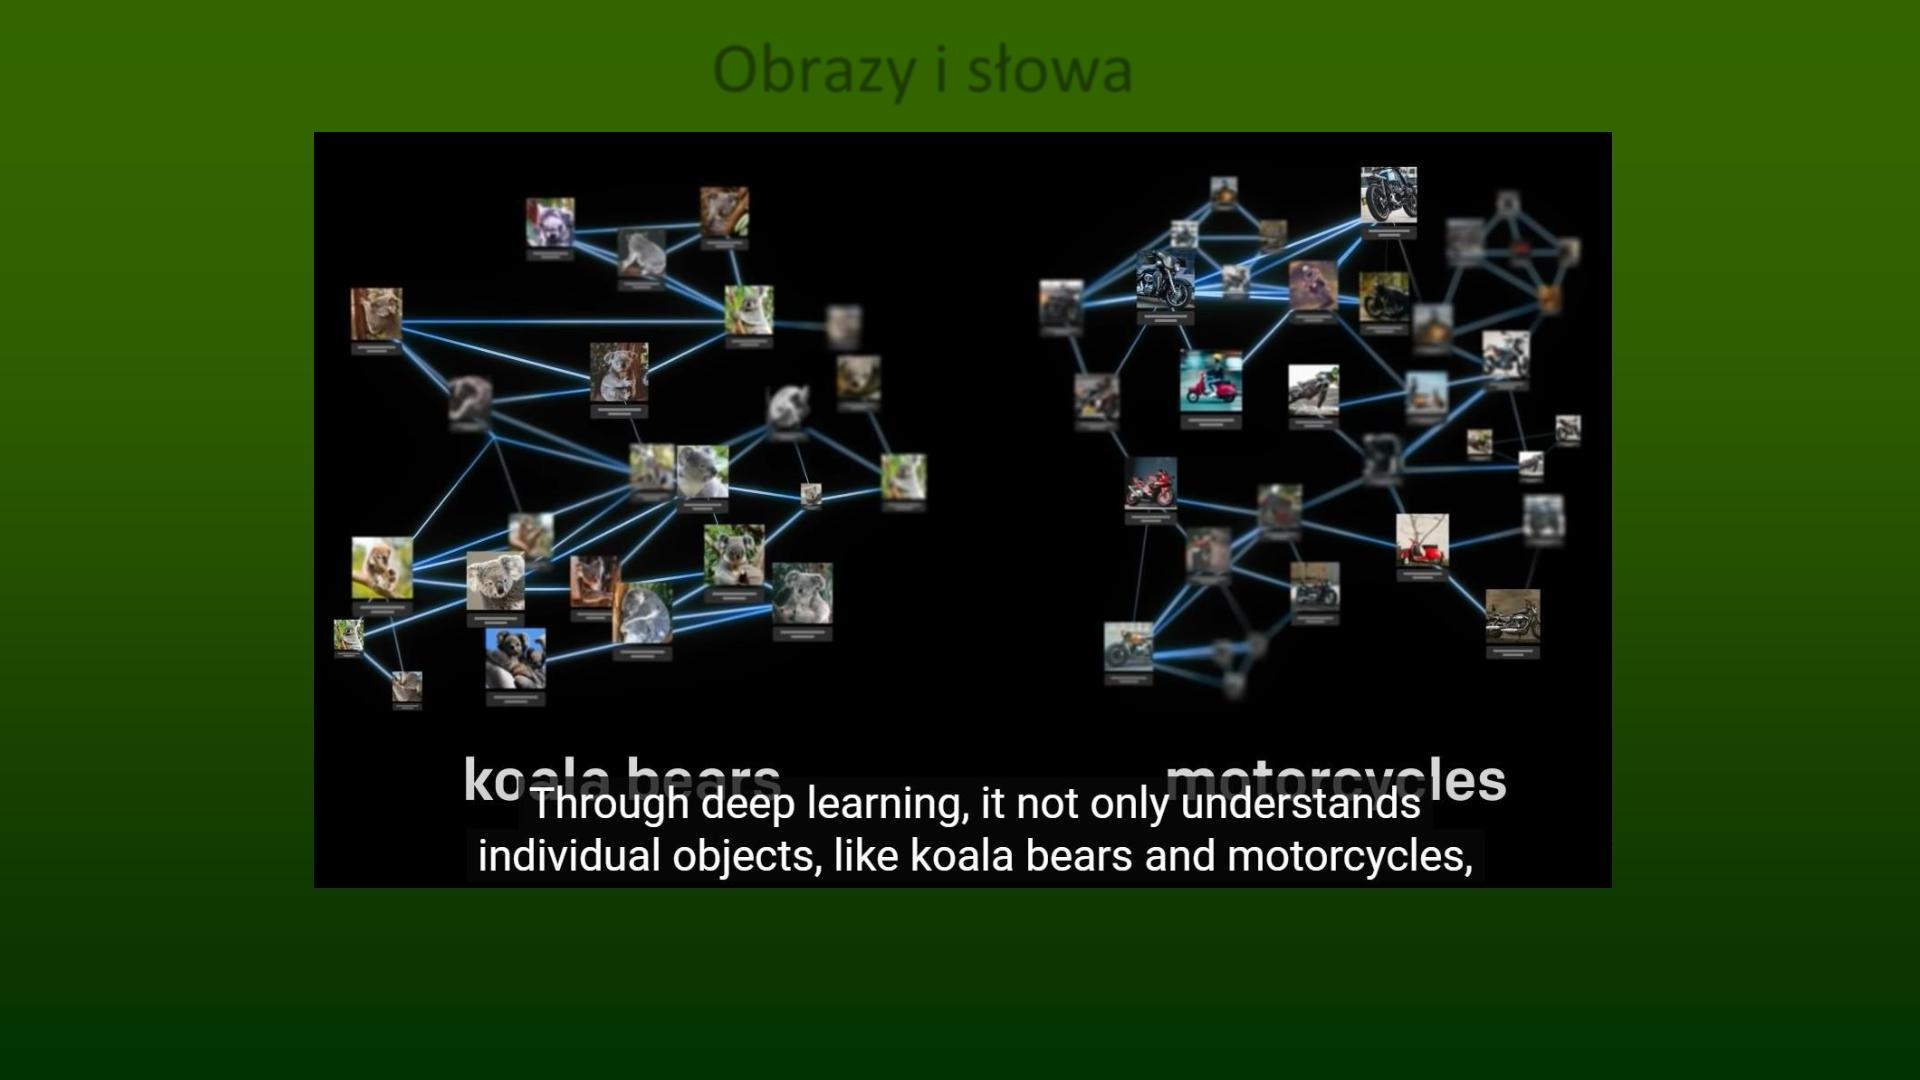 Obrazy i słowa
koala bears
motorcycles
Through deep learning, it not only understands
individual objects, like koala bears and motorcycles,